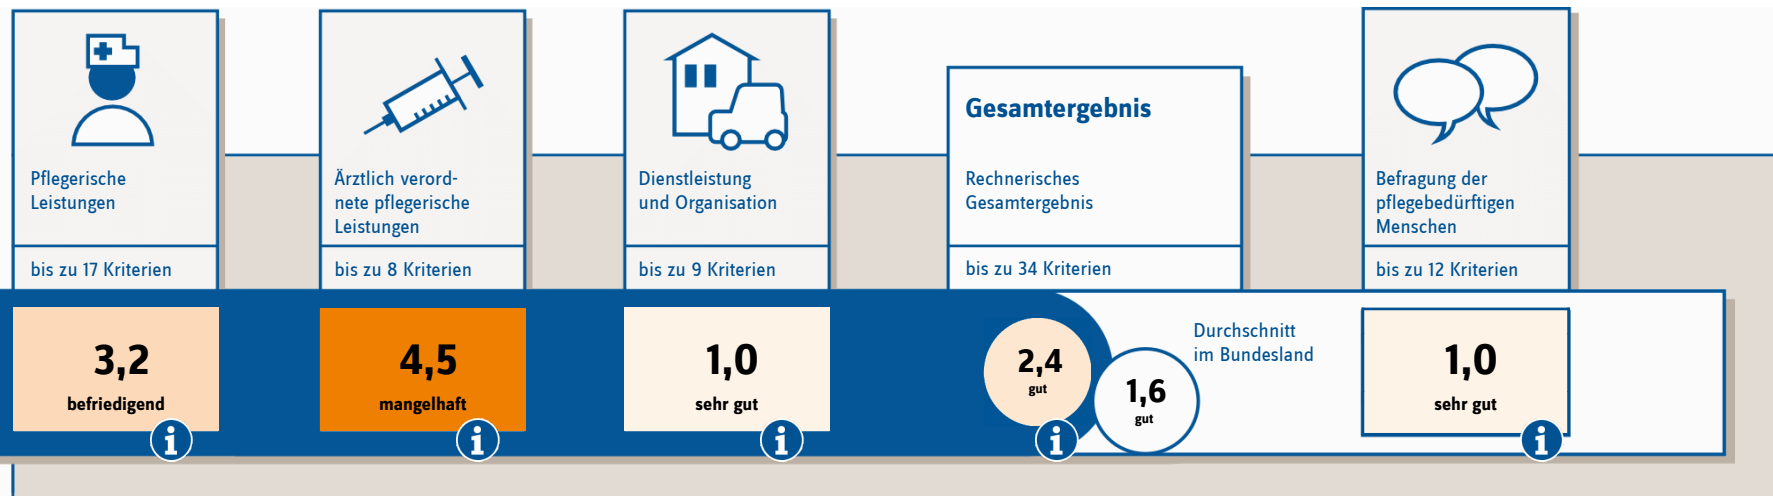 Pflegerische
Leistungen
bis zu 17 Kriterien
3,2
befriedigend
i
Ärztlich verord-
nete pflegerische
Leistungen
bis zu 8 Kriterien
4,5
mangelhaft
i
Dienstleistung
und Organisation
bis zu 9 Kriterien
1,0
sehr gut
i
Gesamtergebnis
Rechnerisches
Gesamtergebnis
bis zu 34 Kriterien
2,4
gut
i
Durchschnitt
im Bundesland
1,6
gut
Befragung der
pflegebedürftigen
Menschen
bis zu 12 Kriterien
1,0
sehr gut
i